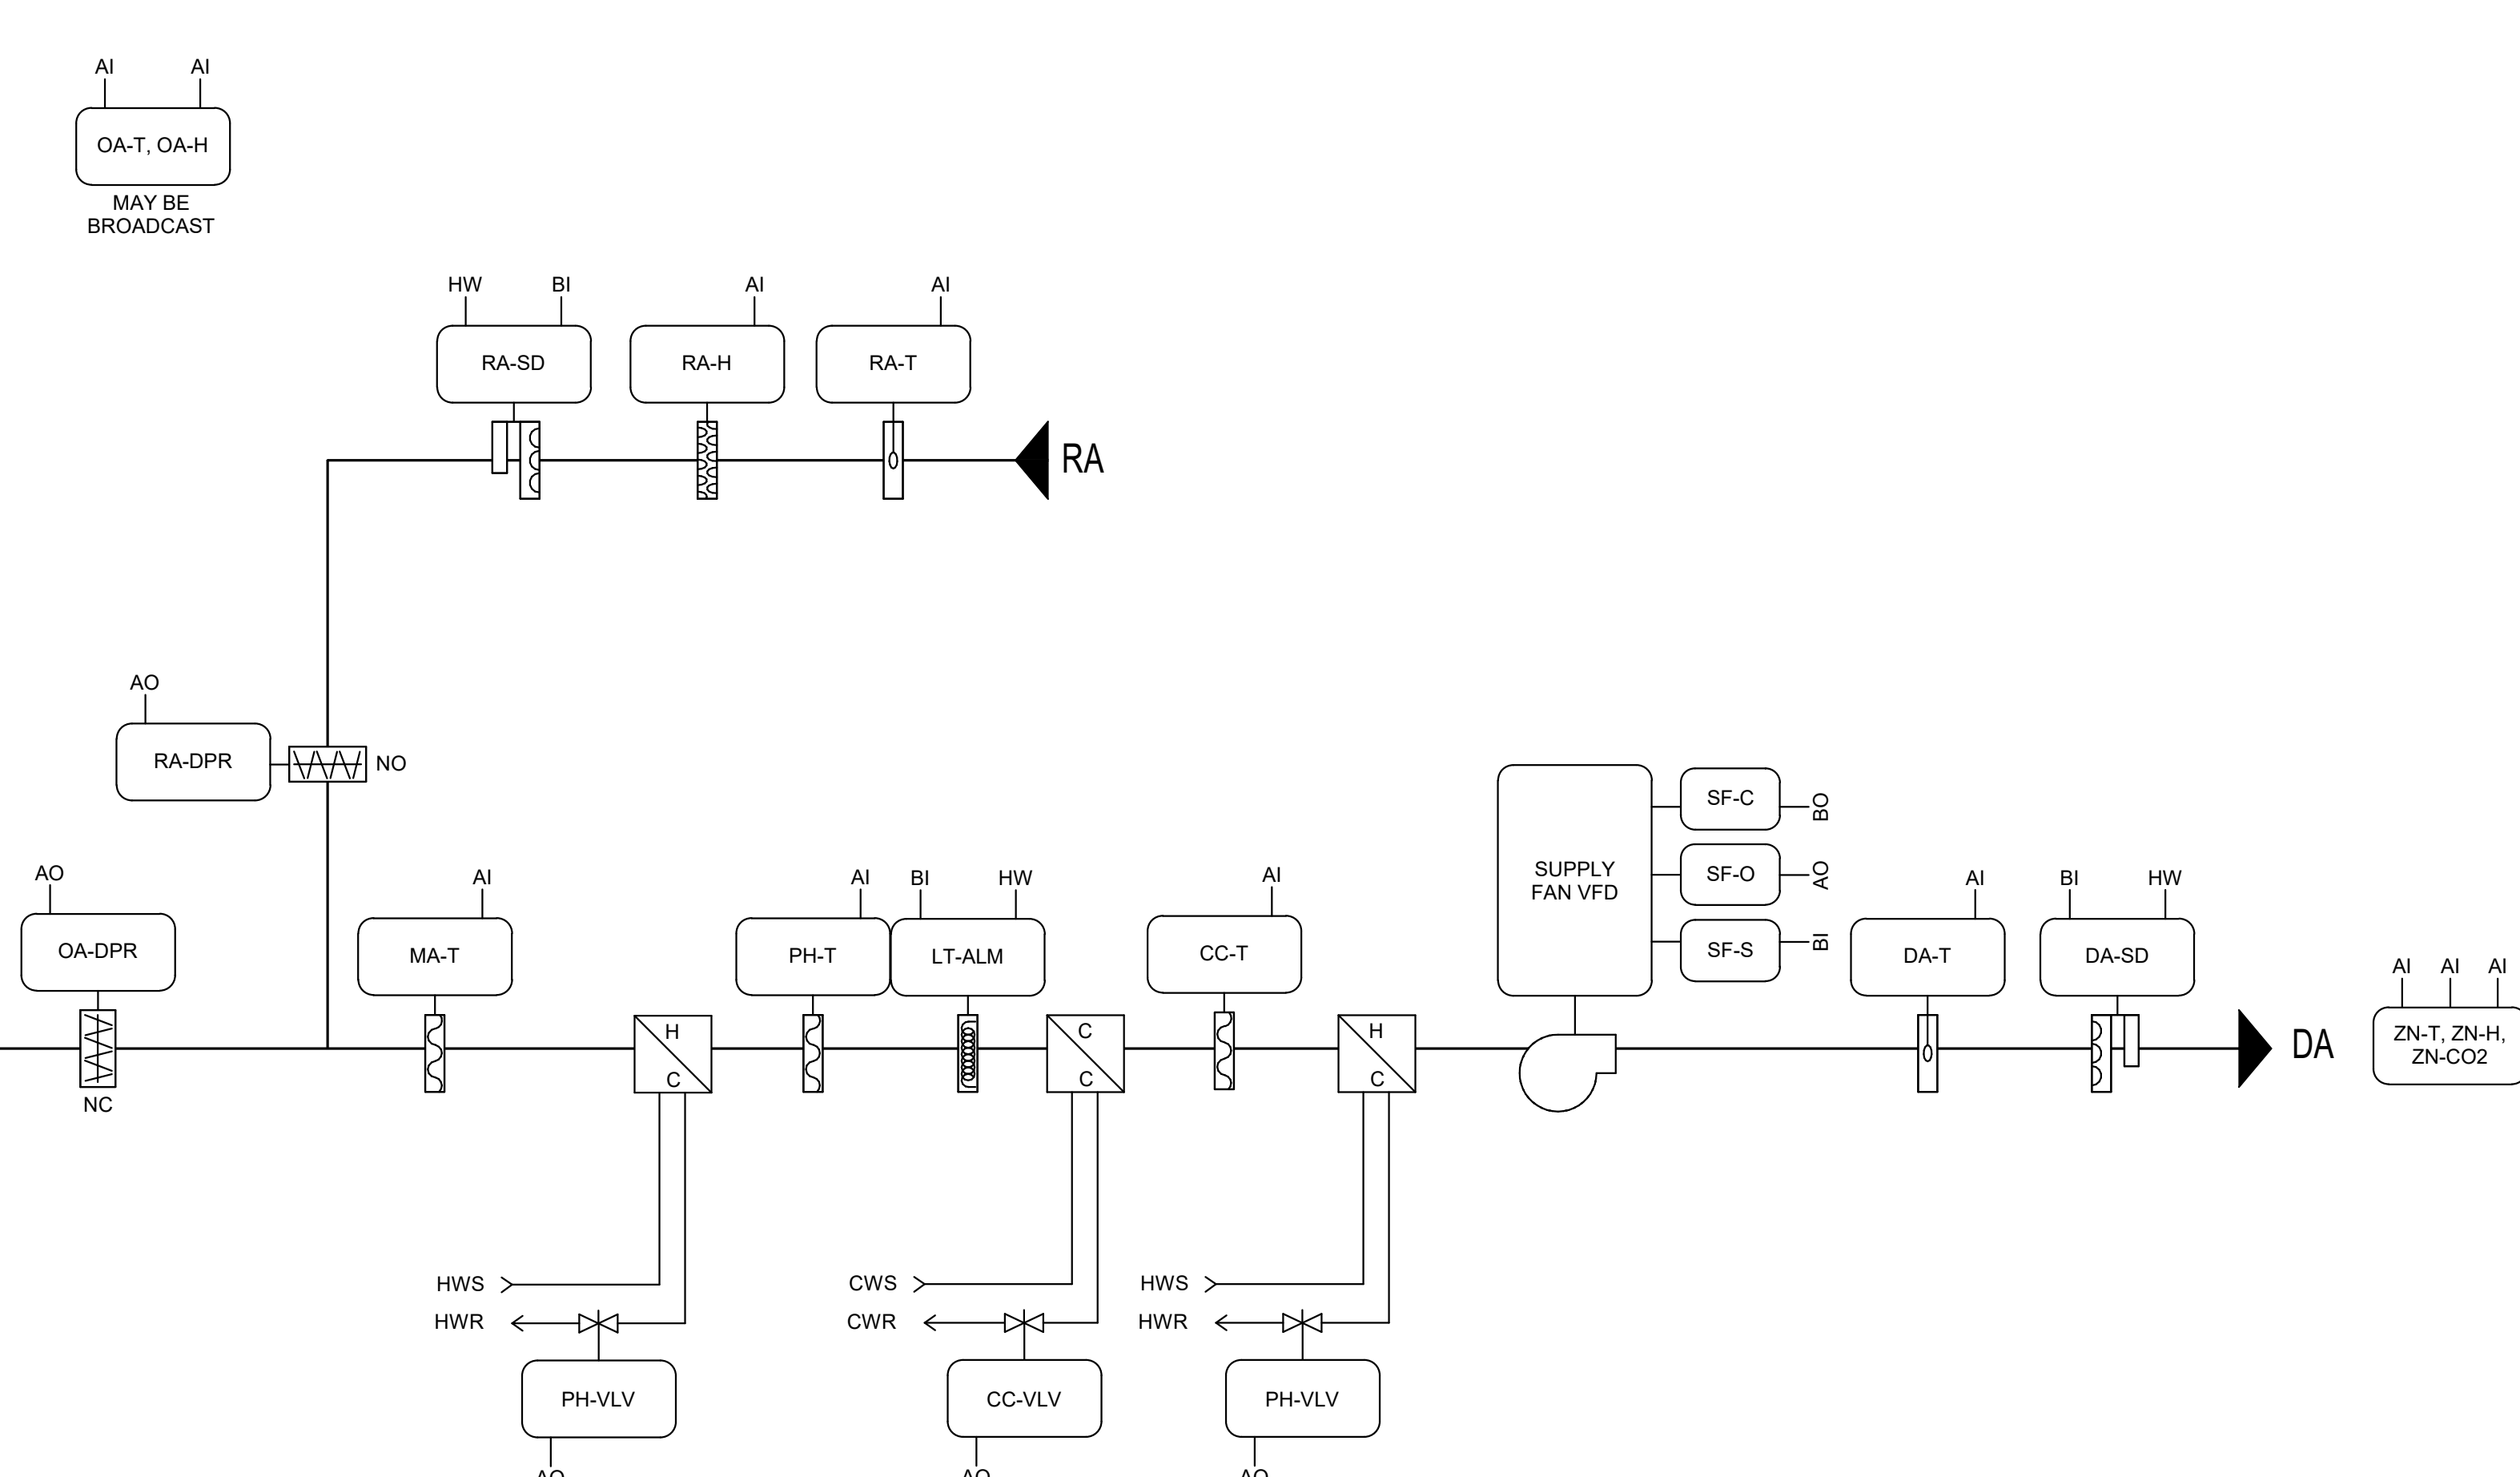 AI AI
OA-T, OA-H
MAY BE
BROADCAST
HW BI AI AI
RA-SD RA-H RA-T
RA
AO
RA-DPR NO
SF-C BO
AO AI AI BI HW AI SUPPLY SF-O AO AI BI HW
FAN VFD
OA-DPR MA-T PH-T LT-ALM CC-T SF-S BI DA-T DA-SD AI AI AI
H C H
C C C
DA ZN-T, ZN-H,
ZN-CO2
NC
HWS CWS HWS
HWR CWR HWR
PH-VLV CC-VLV PH-VLV
AO AO AO